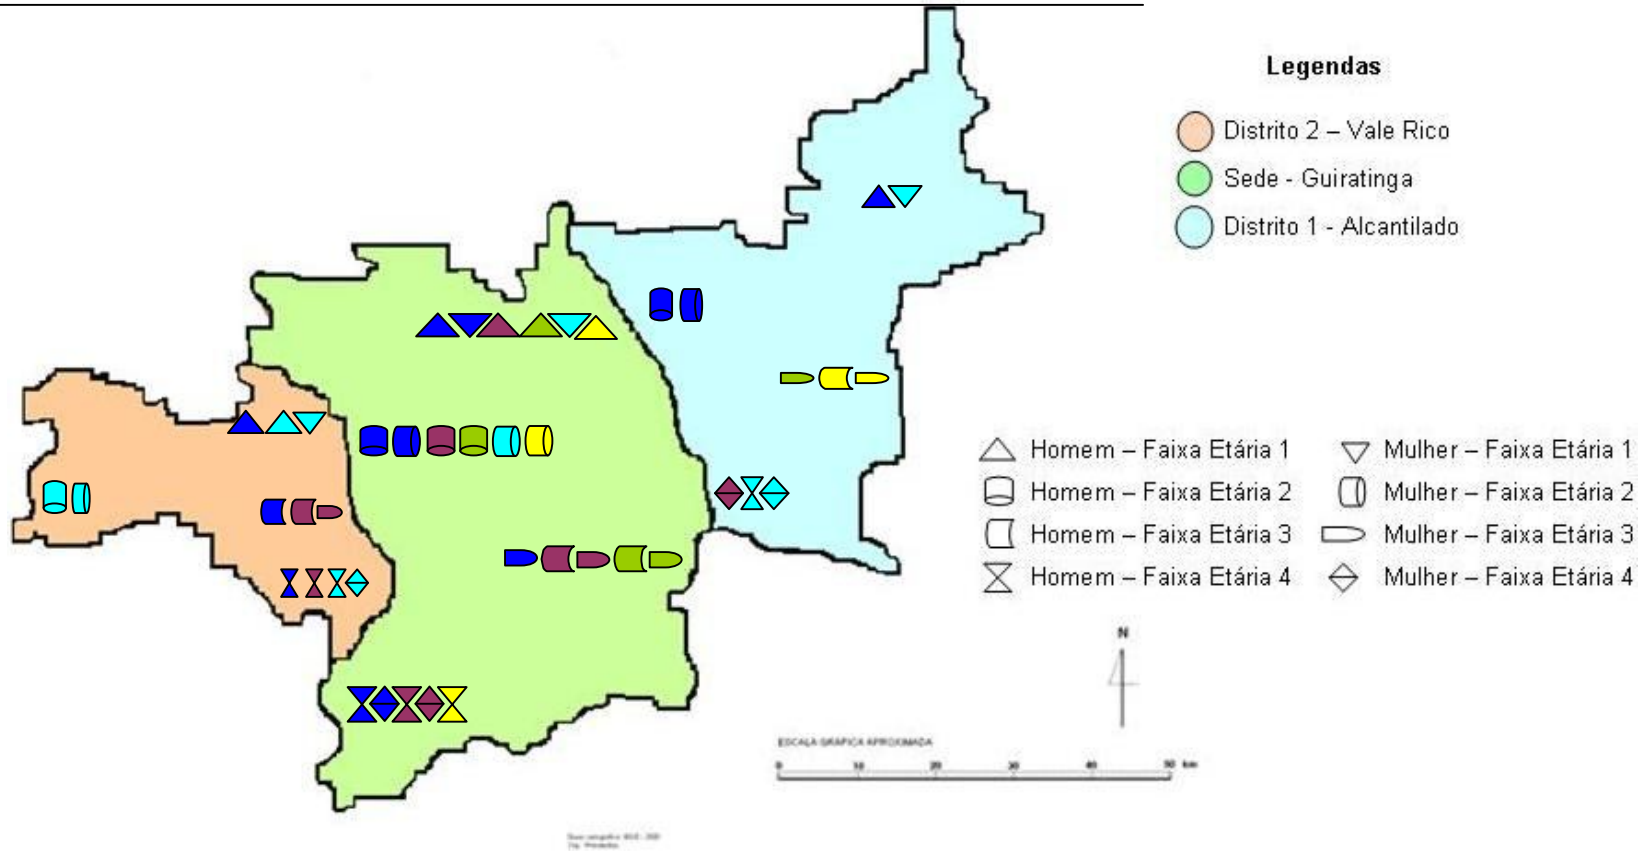 Legendas
Distrito 2 – Vale Rico
Sede - Guiratinga
Distrito 1 - Alcantilado
Homem – Faixa Etária 1
Mulher – Faixa Etária 1
Homem – Faixa Etária 2
Mulher – Faixa Etária 2
Homem – Faixa Etária 3
Mulher – Faixa Etária 3
Homem – Faixa Etária 4
Mulher – Faixa Etária 4
N
ESCALA GRÁFICA APROXIMADA
0 10 20 30 40 50 km